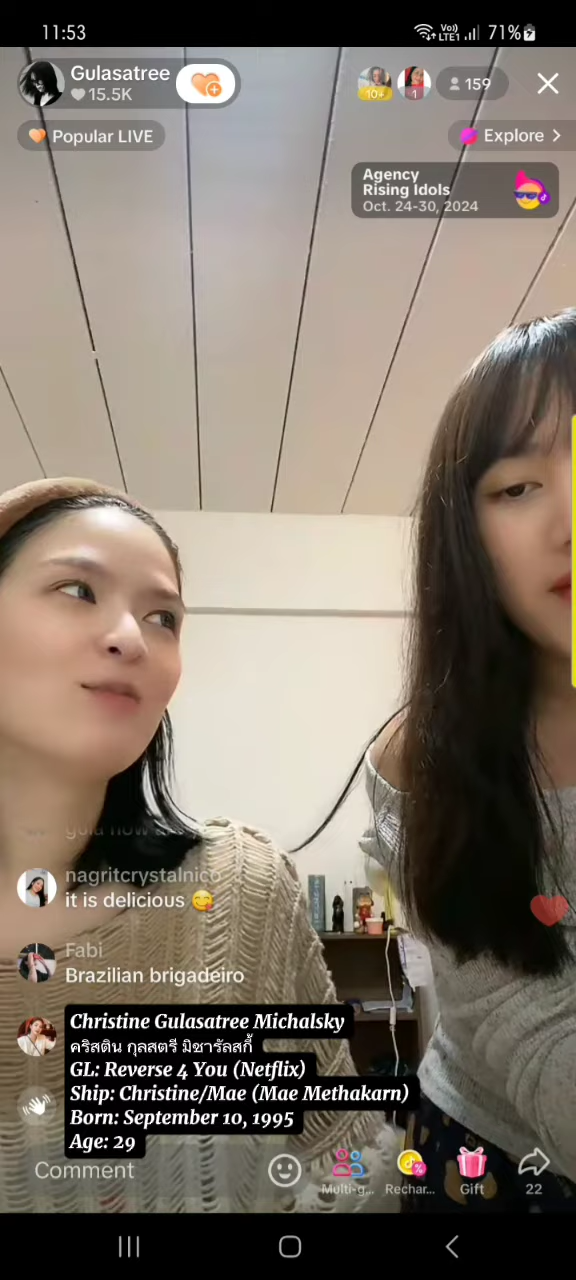 11:53
Vo)) LTE1 71%
Gulasatree
15.5K
10+ 1 159
Popular LIVE
Explore >
Agency
Rising Idols
Oct. 24-30, 2024
nagritcrystalnico
it is delicious 😋
Fabi
Brazilian brigadeiro
Christine Gulasatree Michalsky
คริสติน กุลสตรี มิชารัลสกี้
GL: Reverse 4 You (Netflix)
Ship: Christine/Mae (Mae Methakarn)
Born: September 10, 1995
Age: 29
Comment
Multi-g... Rechar... Gift 22